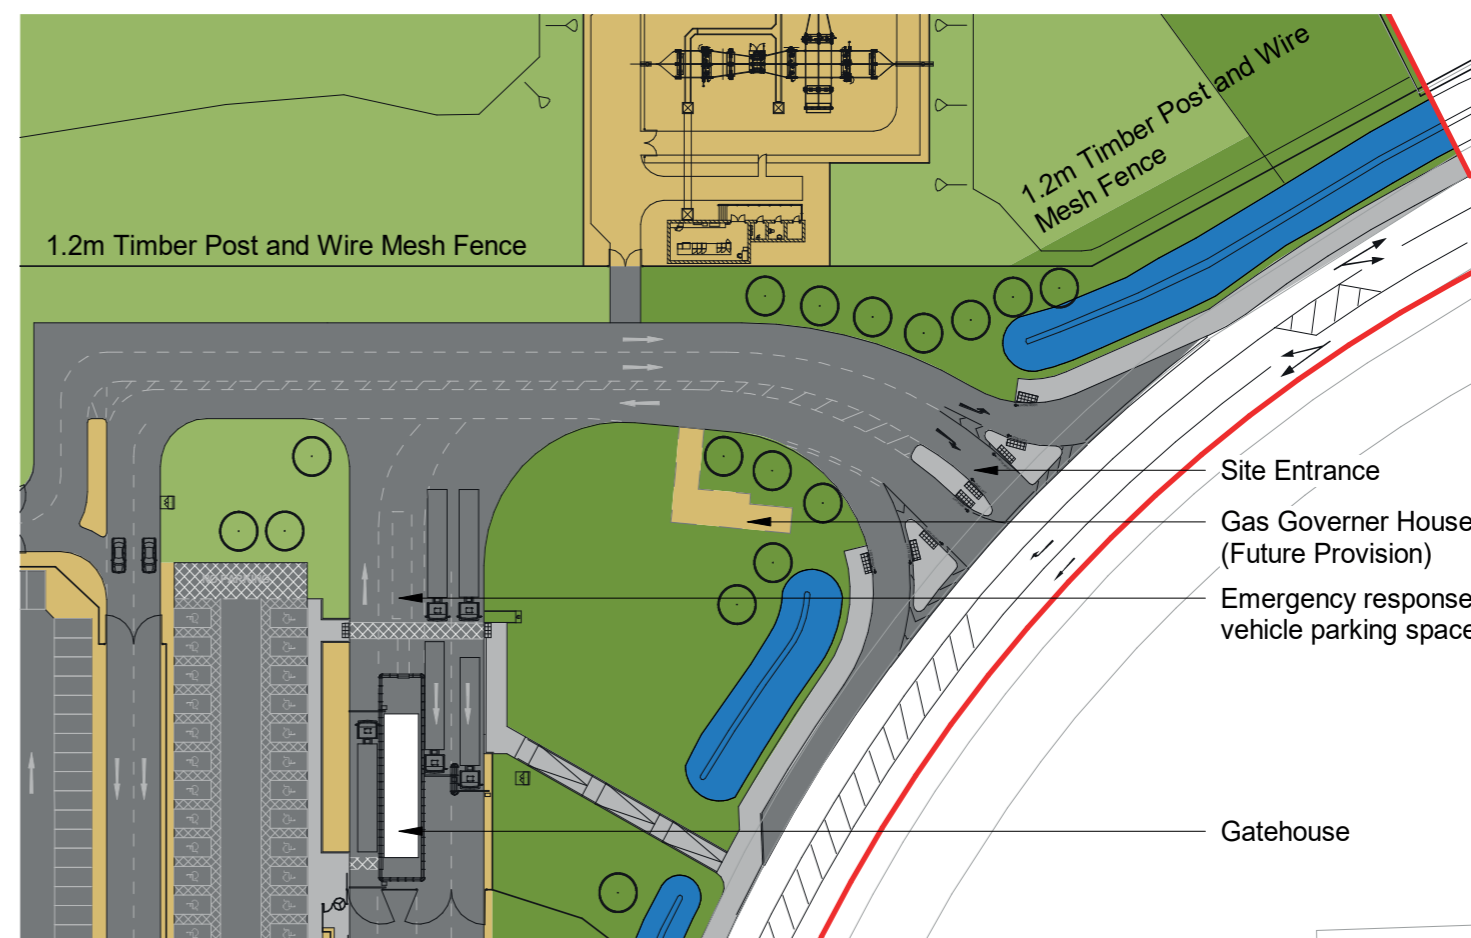 1.2m Timber Post and Wire
Mesh Fence
1.2m Timber Post and Wire Mesh Fence
Site Entrance
Gas Governer House
(Future Provision)
Emergency response
vehicle parking space
Gatehouse